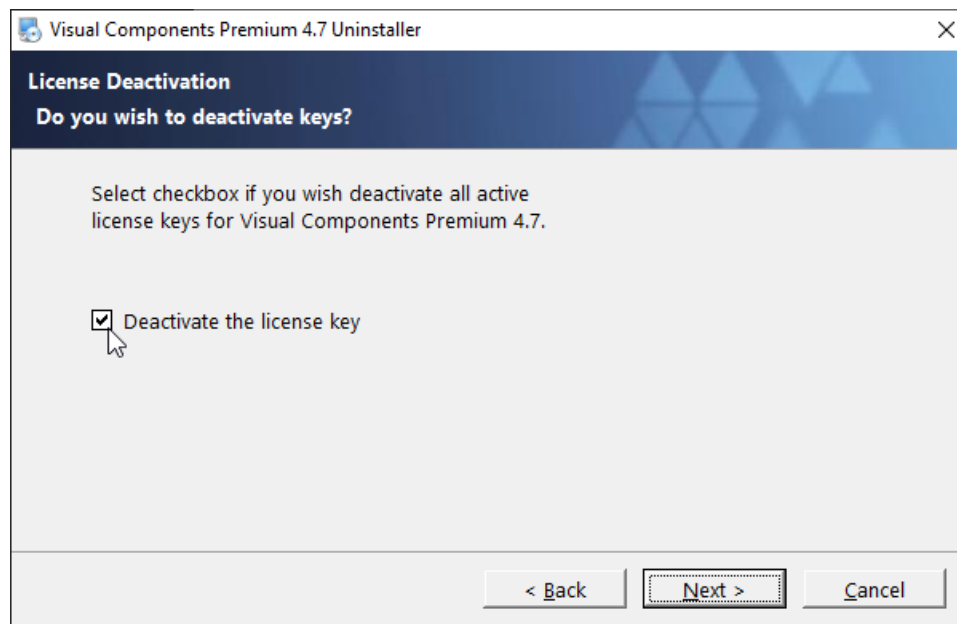 Visual Components Premium 4.7 Uninstaller
License Deactivation
Do you wish to deactivate keys?
Select checkbox if you wish deactivate all active
license keys for Visual Components Premium 4.7.
Deactivate the license key
< Back
Next >
Cancel